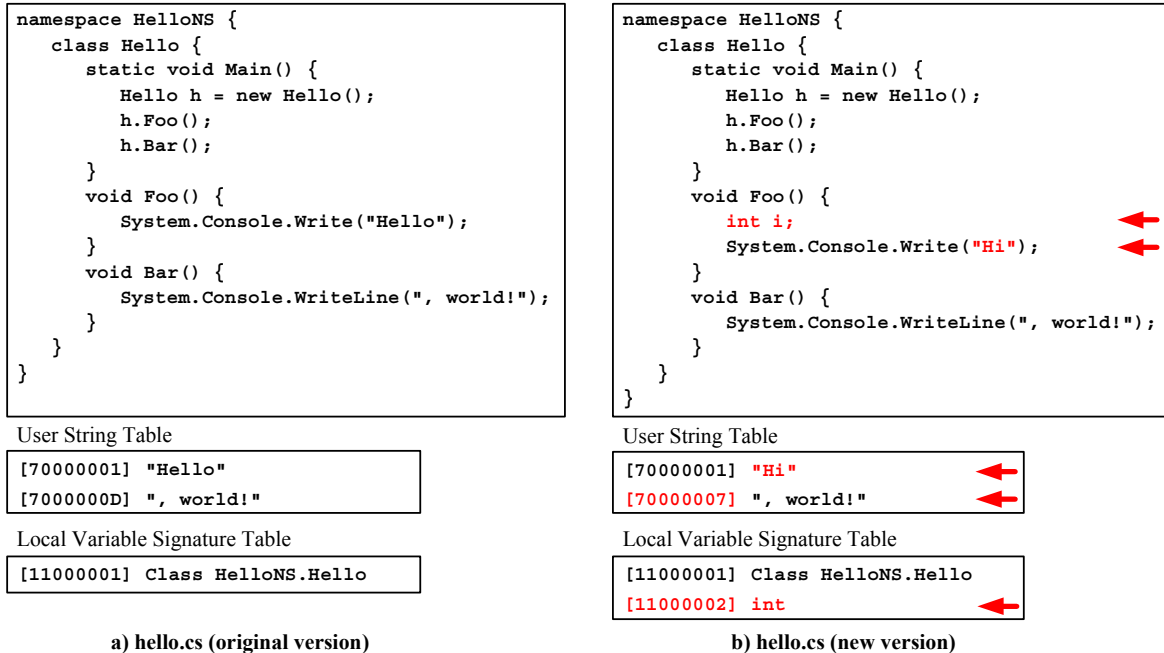 namespace HelloNS {
class Hello {
static void Main() {
Hello h = new Hello();
h.Foo();
h.Bar();
}
void Foo() {
System.Console.Write("Hello");
}
void Bar() {
System.Console.WriteLine(", world!");
}
}
}
User String Table
[70000001] "Hello"
[7000000D] ", world!"
Local Variable Signature Table
[11000001] Class HelloNS.Hello
a) hello.cs (original version)
namespace HelloNS {
class Hello {
static void Main() {
Hello h = new Hello();
h.Foo();
h.Bar();
}
void Foo() {
int i;
System.Console.Write("Hi");
}
void Bar() {
System.Console.WriteLine(", world!");
}
}
}
User String Table
[70000001] "Hi"
[70000007] ", world!"
Local Variable Signature Table
[11000001] Class HelloNS.Hello
[11000002] int
b) hello.cs (new version)